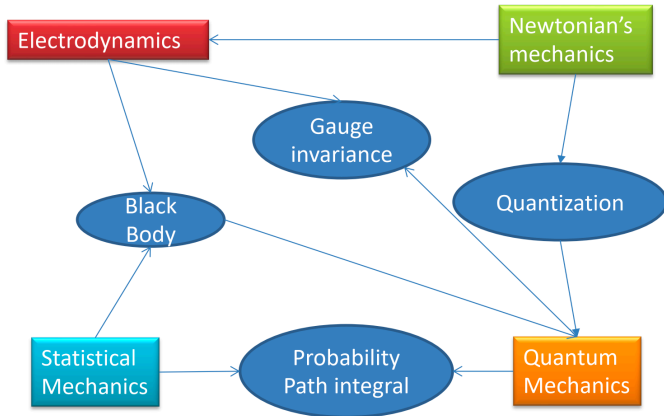 Electrodynamics
Newtonian's
mechanics
Gauge
invariance
Black
Body
Quantization
Statistical
Mechanics
Probability
Path integral
Quantum
Mechanics